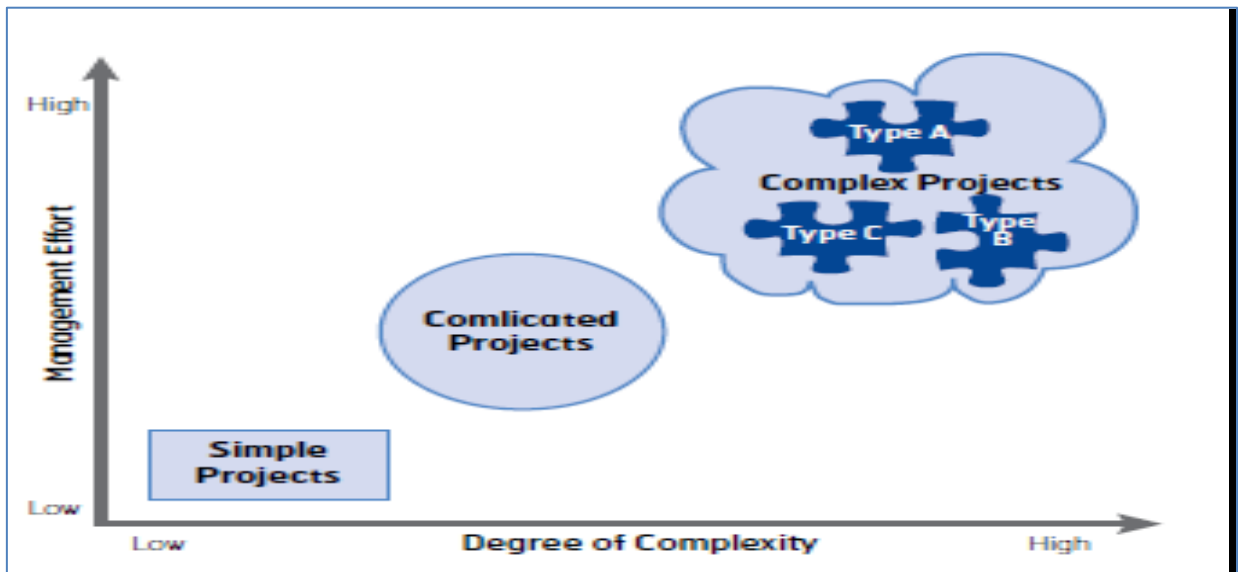 High
Type A
Complex Projects
Type C
Type
B
Management Effort
Comlicated
Projects
Simple
Projects
Low
Low
Degree of Complexity
High